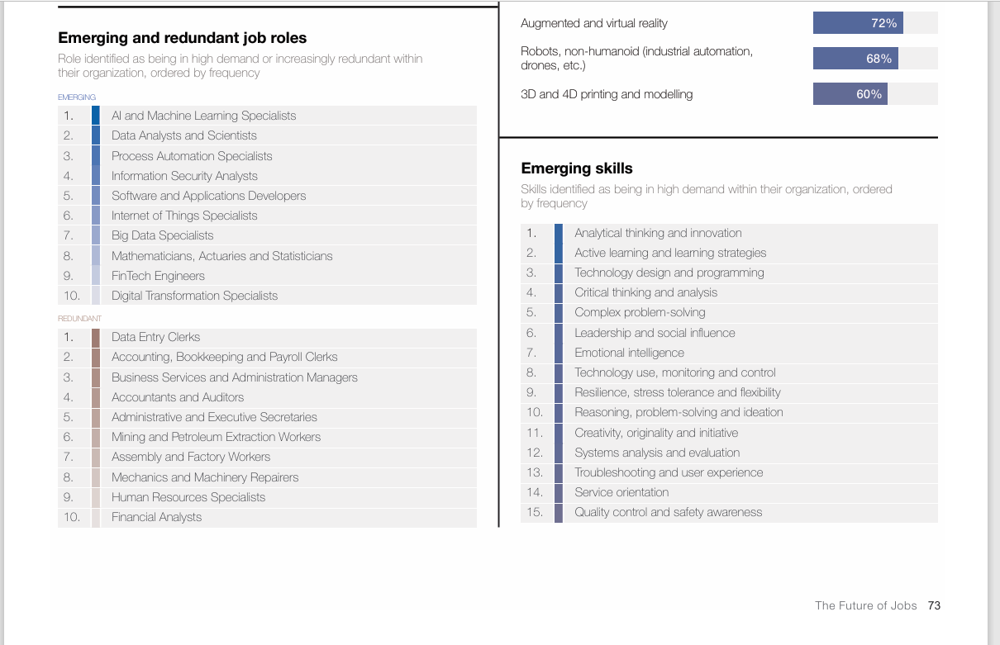 Emerging and redundant job roles
Role identified as being in high demand or increasingly redundant within
their organization, ordered by frequency
EMERGING
1. AI and Machine Learning Specialists
2. Data Analysts and Scientists
3. Process Automation Specialists
4. Information Security Analysts
5. Software and Applications Developers
6. Internet of Things Specialists
7. Big Data Specialists
8. Mathematicians, Actuaries and Statisticians
9. FinTech Engineers
10. Digital Transformation Specialists
REDUNDANT
1. Data Entry Clerks
2. Accounting, Bookkeeping and Payroll Clerks
3. Business Services and Administration Managers
4. Accountants and Auditors
5. Administrative and Executive Secretaries
6. Mining and Petroleum Extraction Workers
7. Assembly and Factory Workers
8. Mechanics and Machinery Repairers
9. Human Resources Specialists
10. Financial Analysts
Augmented and virtual reality 72%
Robots, non-humanoid (industrial automation,
drones, etc.) 68%
3D and 4D printing and modelling 60%
Emerging skills
Skills identified as being in high demand within their organization, ordered
by frequency
1. Analytical thinking and innovation
2. Active learning and learning strategies
3. Technology design and programming
4. Critical thinking and analysis
5. Complex problem-solving
6. Leadership and social influence
7. Emotional intelligence
8. Technology use, monitoring and control
9. Resilience, stress tolerance and flexibility
10. Reasoning, problem-solving and ideation
11. Creativity, originality and initiative
12. Systems analysis and evaluation
13. Troubleshooting and user experience
14. Service orientation
15. Quality control and safety awareness
The Future of Jobs 73